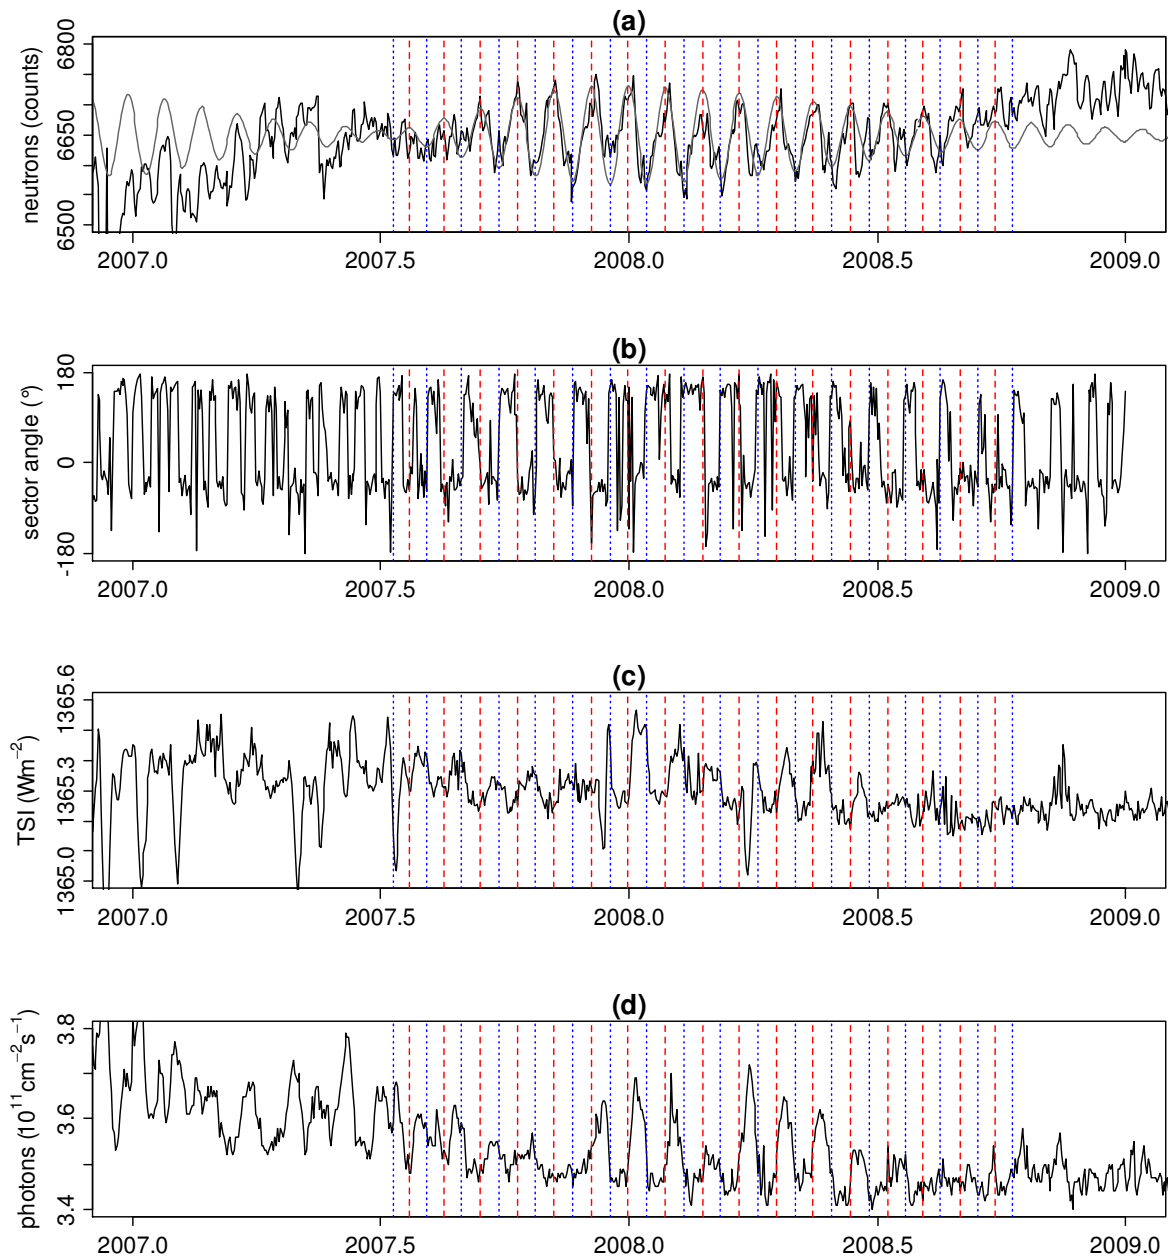 (a)
neutrons (counts)
6500 6650 6800
2007.0 2007.5 2008.0 2008.5 2009.0
(b)
sector angle (°)
-180 0 180
2007.0 2007.5 2008.0 2008.5 2009.0
(c)
TSI (Wm⁻²)
1365.0 1365.3 1365.6
2007.0 2007.5 2008.0 2008.5 2009.0
(d)
photons (10¹¹cm⁻²s⁻¹)
3.4 3.6 3.8
2007.0 2007.5 2008.0 2008.5 2009.0